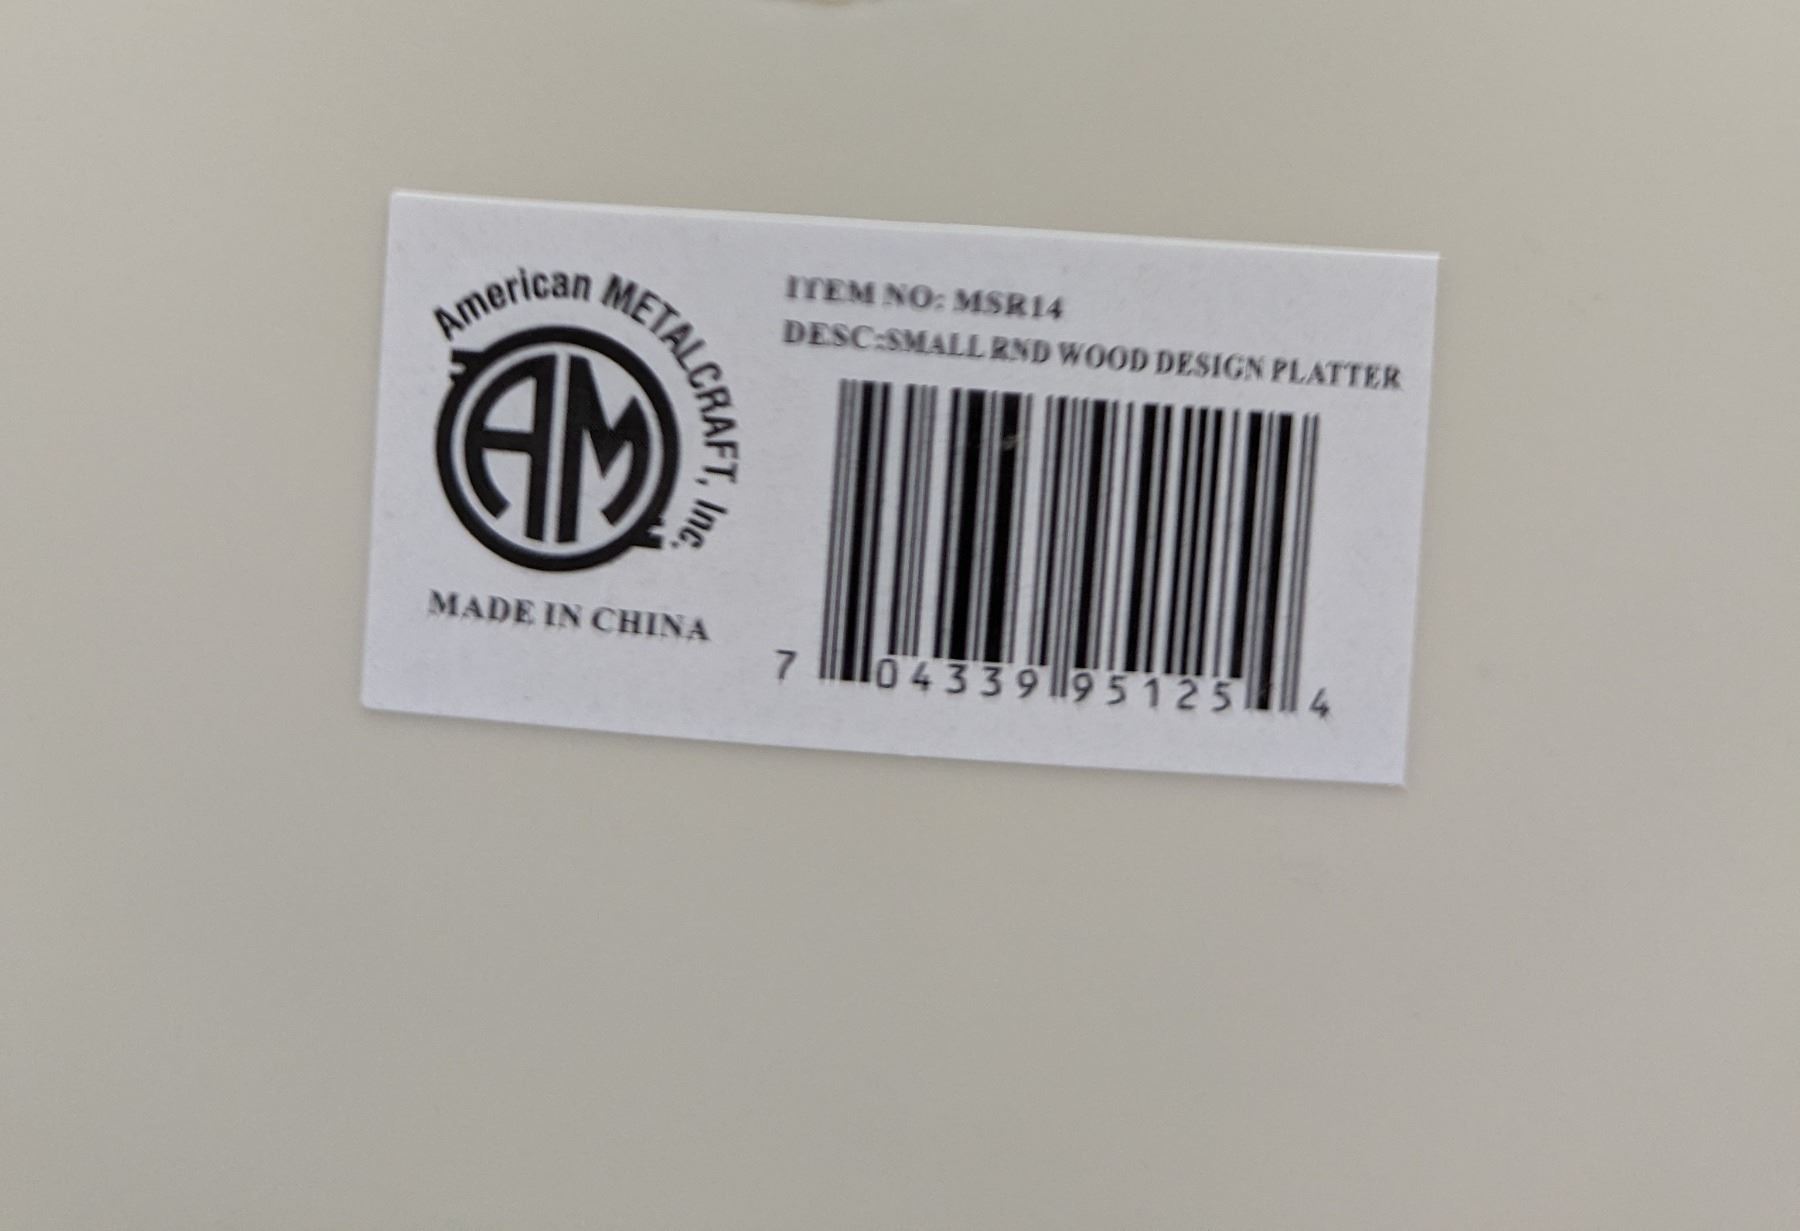 American METALCRAFT, Inc.
AM
MADE IN CHINA
ITEM NO: MSR14
DESC:SMALL RND WOOD DESIGN PLATTER
7 04339 95125 4